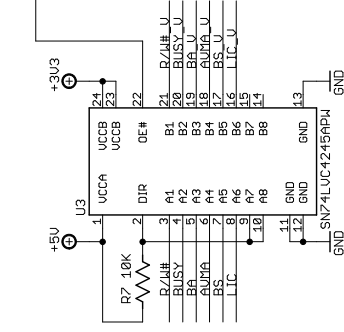 R/W#_V
BUSY_V
BA_V
AVMA_V
BS_V
LIC_V
+3V3
24
23
22
21
20
19
18
17
16
15
14
13
GND
VCCB
VCCB
OE#
B1
B2
B3
B4
B5
B6
B7
B8
GND
SN74LVC4245APW
U3
VCCA
DIR
A1
A2
A3
A4
A5
A6
A7
A8
GND
GND
1
2
3
4
5
6
7
8
9
10
11
12
+5V
GND
R7 10K
R/W#
BUSY
BA
AVMA
BS
LIC